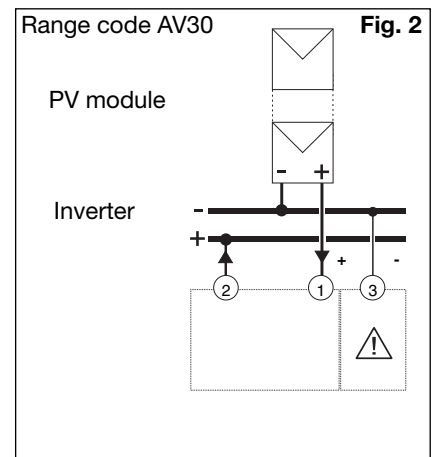 Range code AV30 Fig. 2
PV module
- +
Inverter -
+
+ -
2 1 3
!